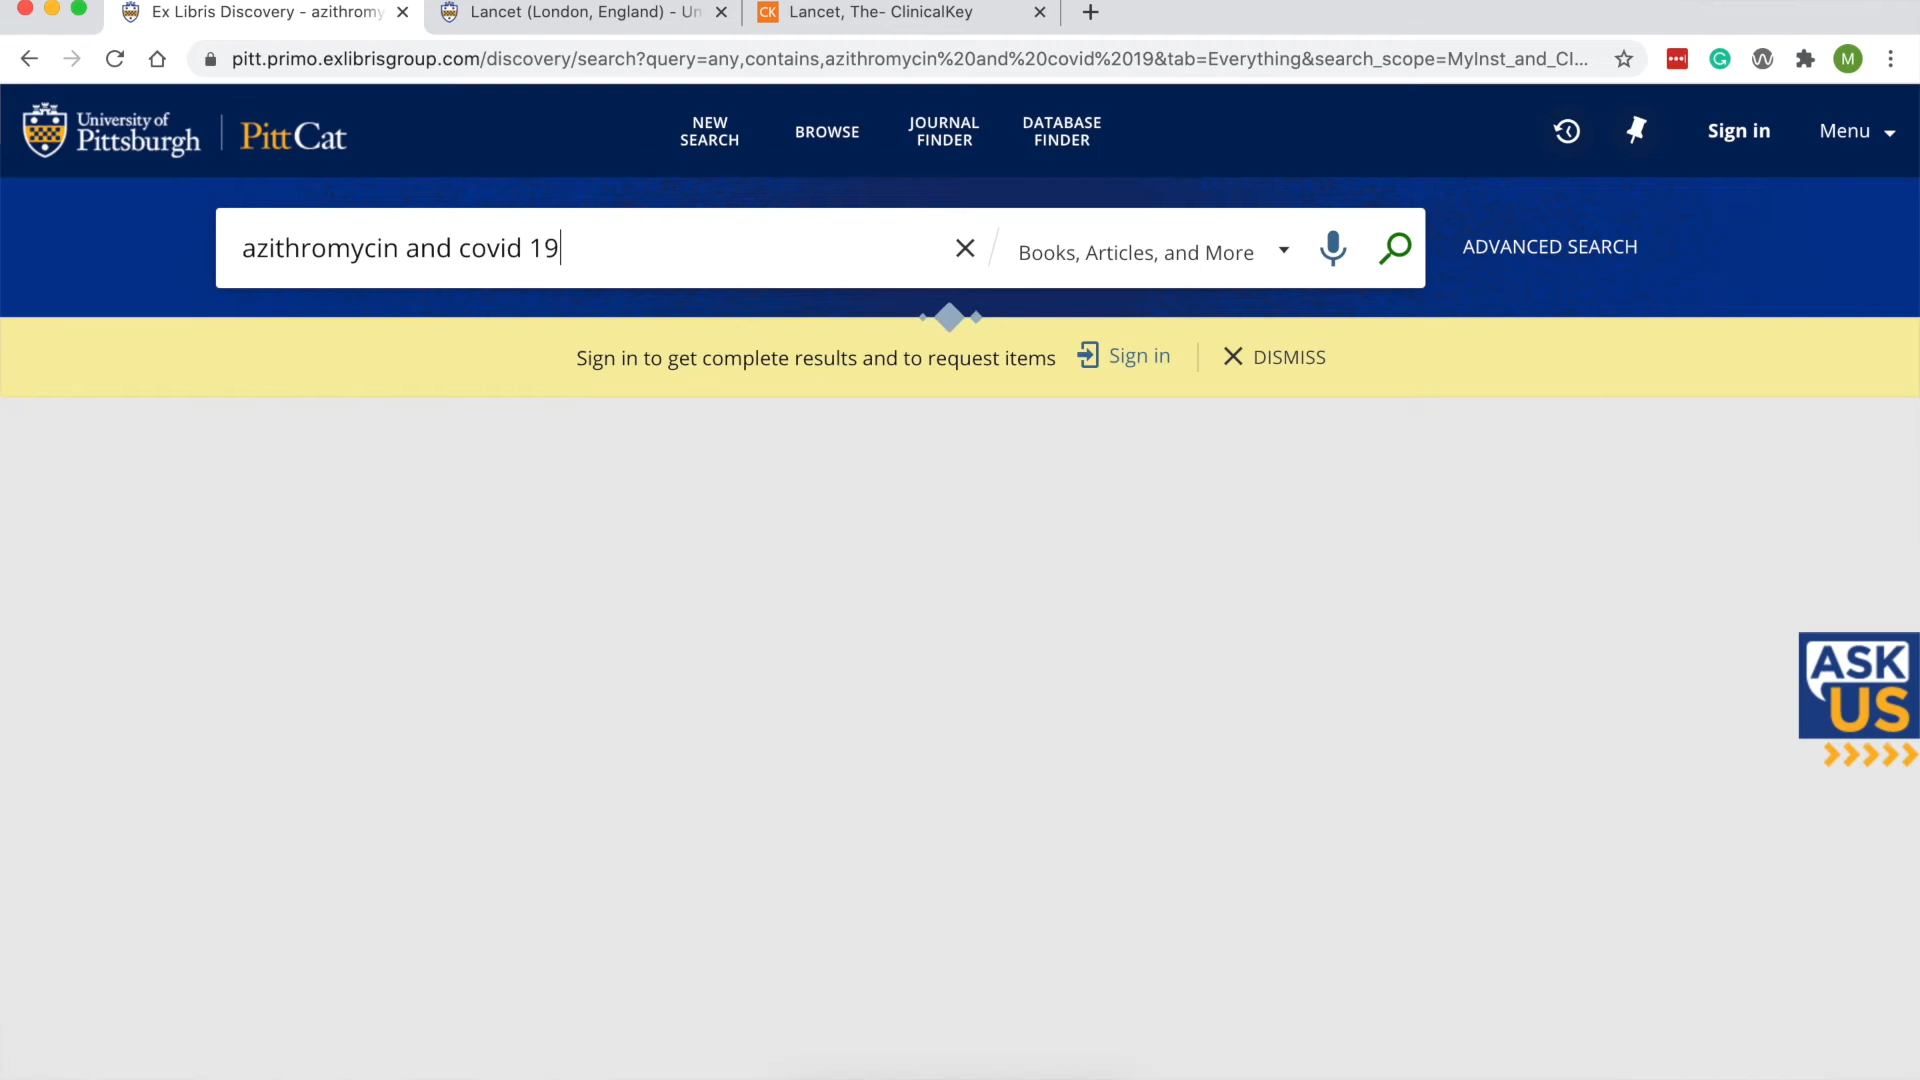 Ex Libris Discovery - azithromy
Lancet (London, England) - Un
CK Lancet, The- ClinicalKey
pitt.primo.exlibrisgroup.com/discovery/search?query=any,contains,azithromycin%20and%20covid%2019&tab=Everything&search_scope=MyInst_and_CI...
M
University of
Pittsburgh
PittCat
NEW
SEARCH
BROWSE
JOURNAL
FINDER
DATABASE
FINDER
Sign in
Menu
azithromycin and covid 19
Books, Articles, and More
ADVANCED SEARCH
Sign in to get complete results and to request items
Sign in
DISMISS
ASK
US